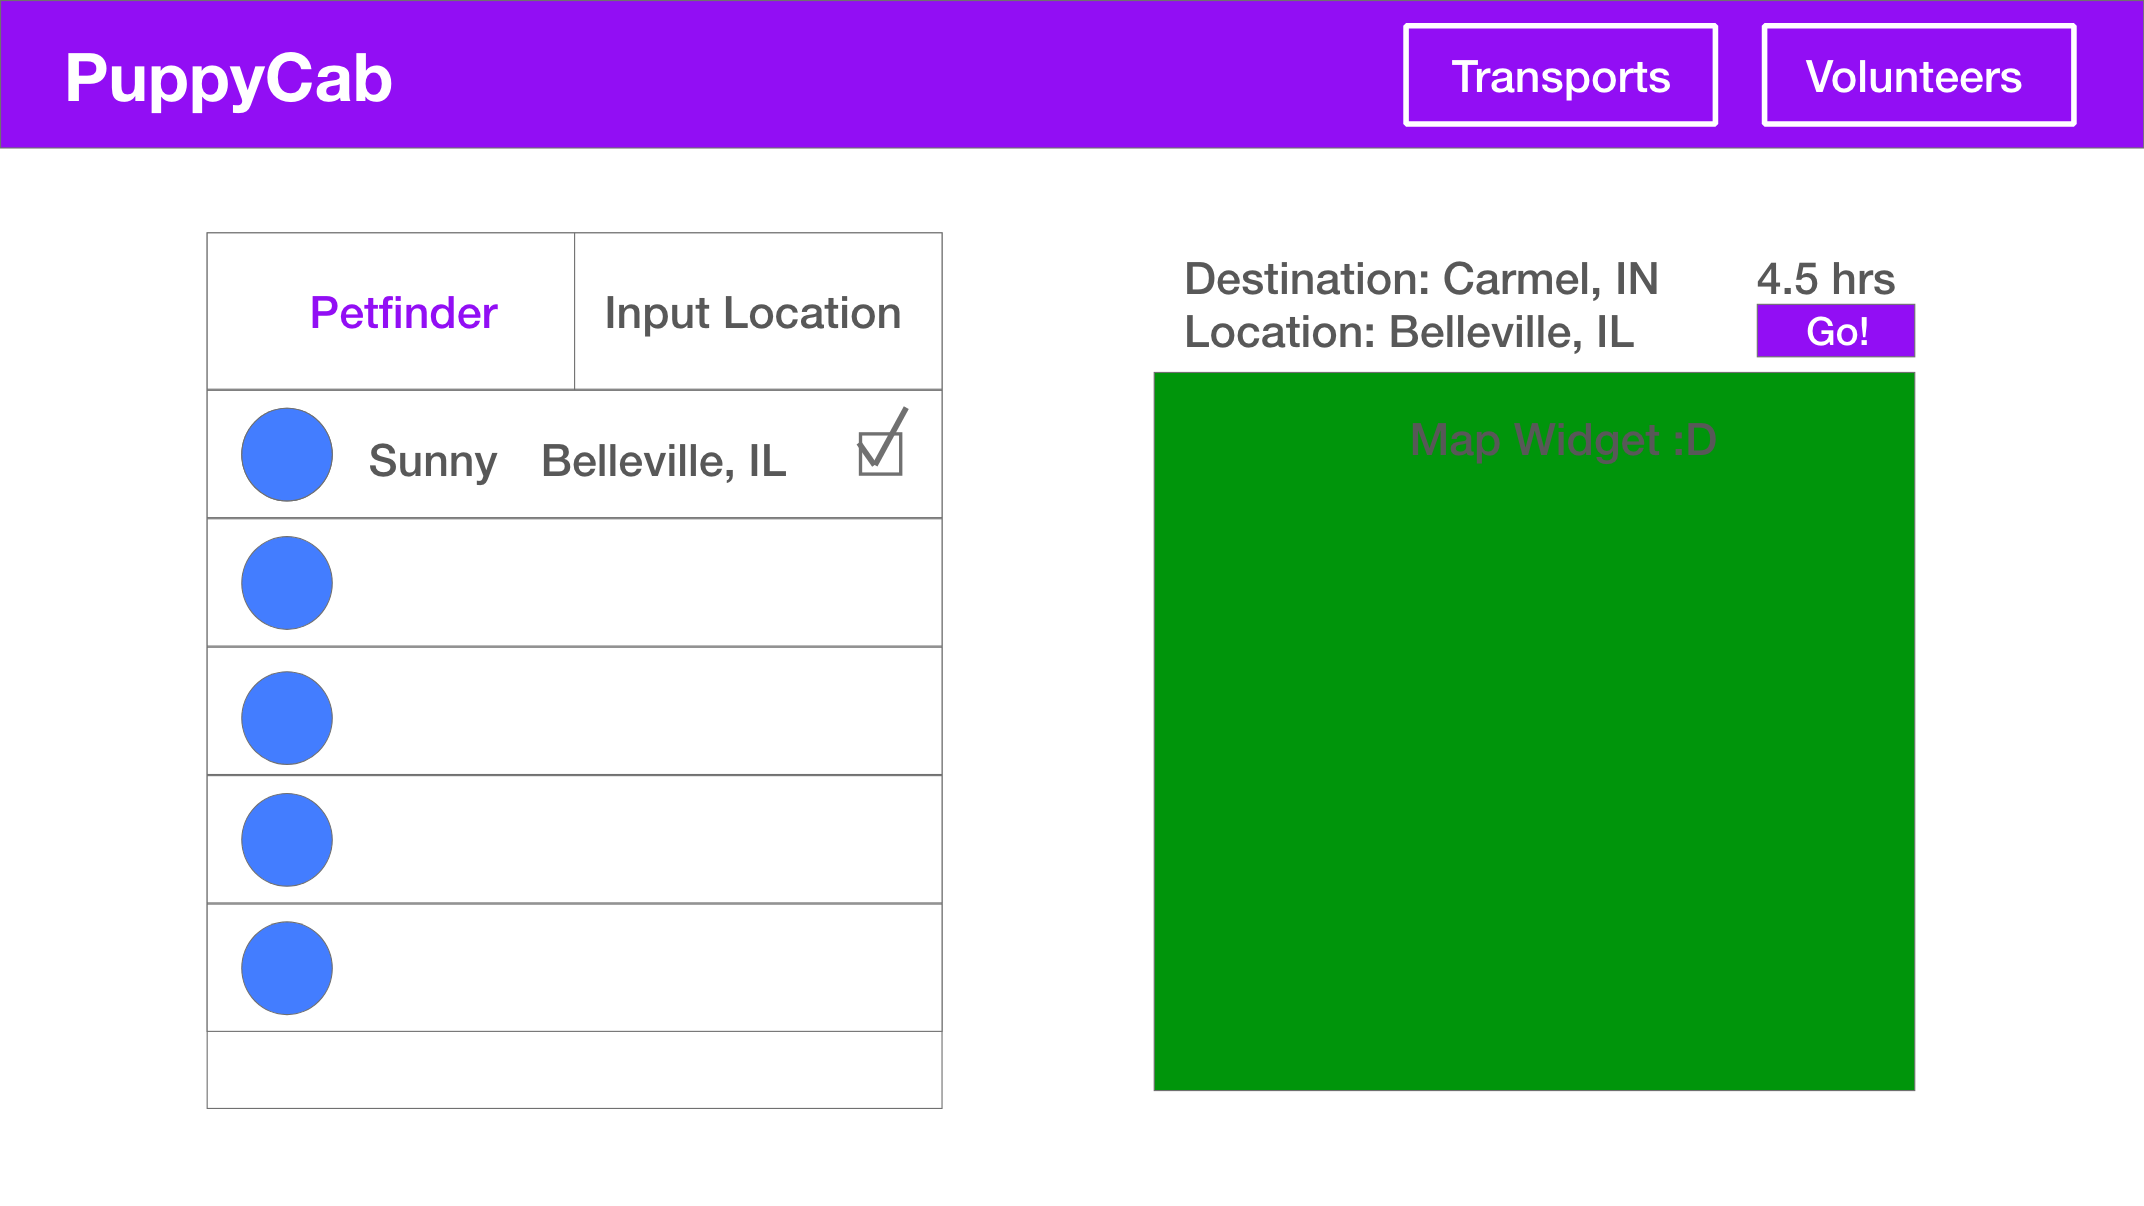 PuppyCab
Transports
Volunteers
Petfinder
Input Location
Sunny Belleville, IL
Destination: Carmel, IN
4.5 hrs
Location: Belleville, IL
Go!
Map Widget :D